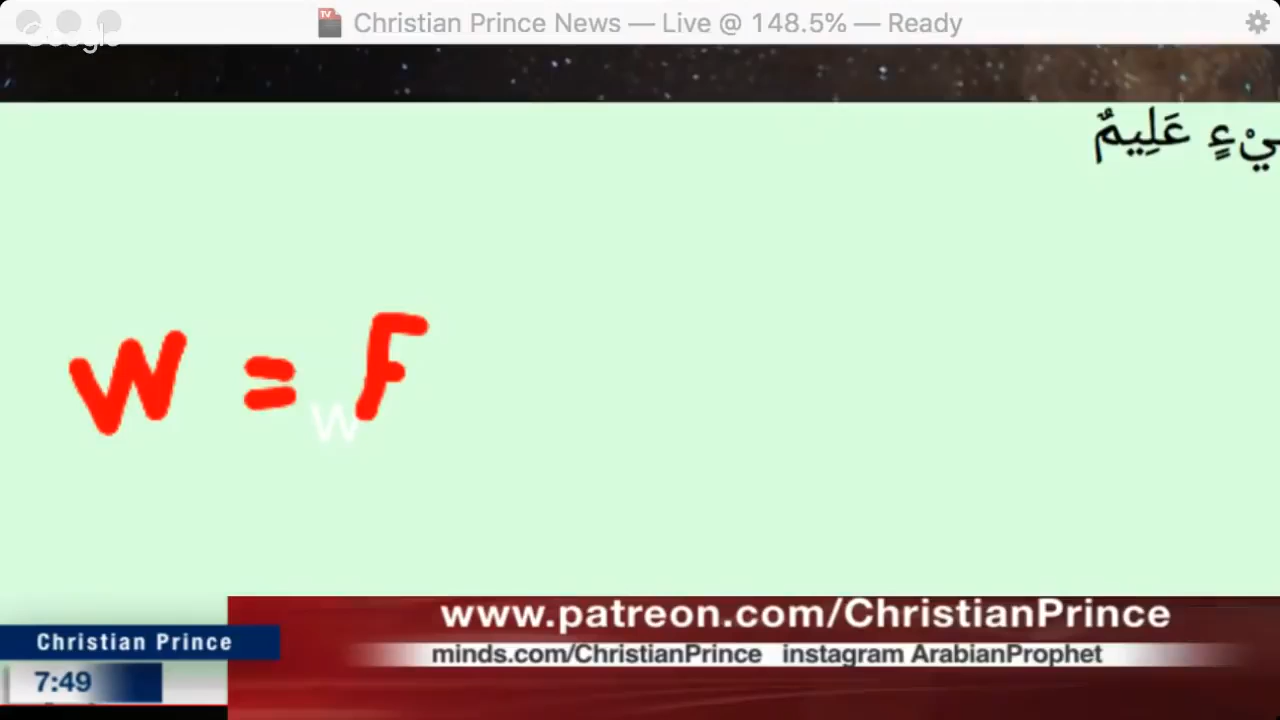 Christian Prince News — Live @ 148.5% — Ready
Google
عَلِيمٌ
W = F
W
www.patreon.com/ChristianPrince
Christian Prince
minds.com/ChristianPrince instagram ArabianProphet
7:49